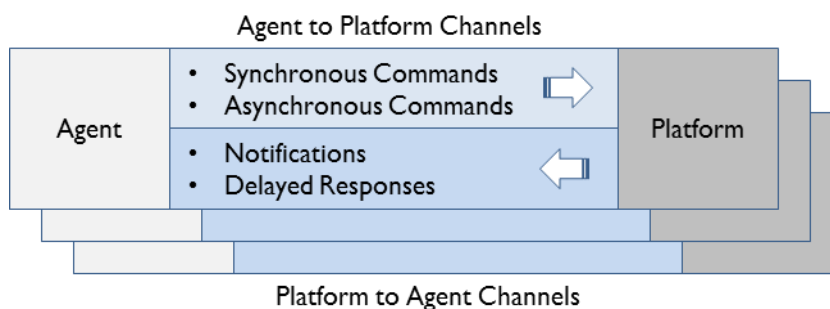 Agent to Platform Channels
Agent
• Synchronous Commands
• Asynchronous Commands
• Notifications
• Delayed Responses
Platform
Platform to Agent Channels